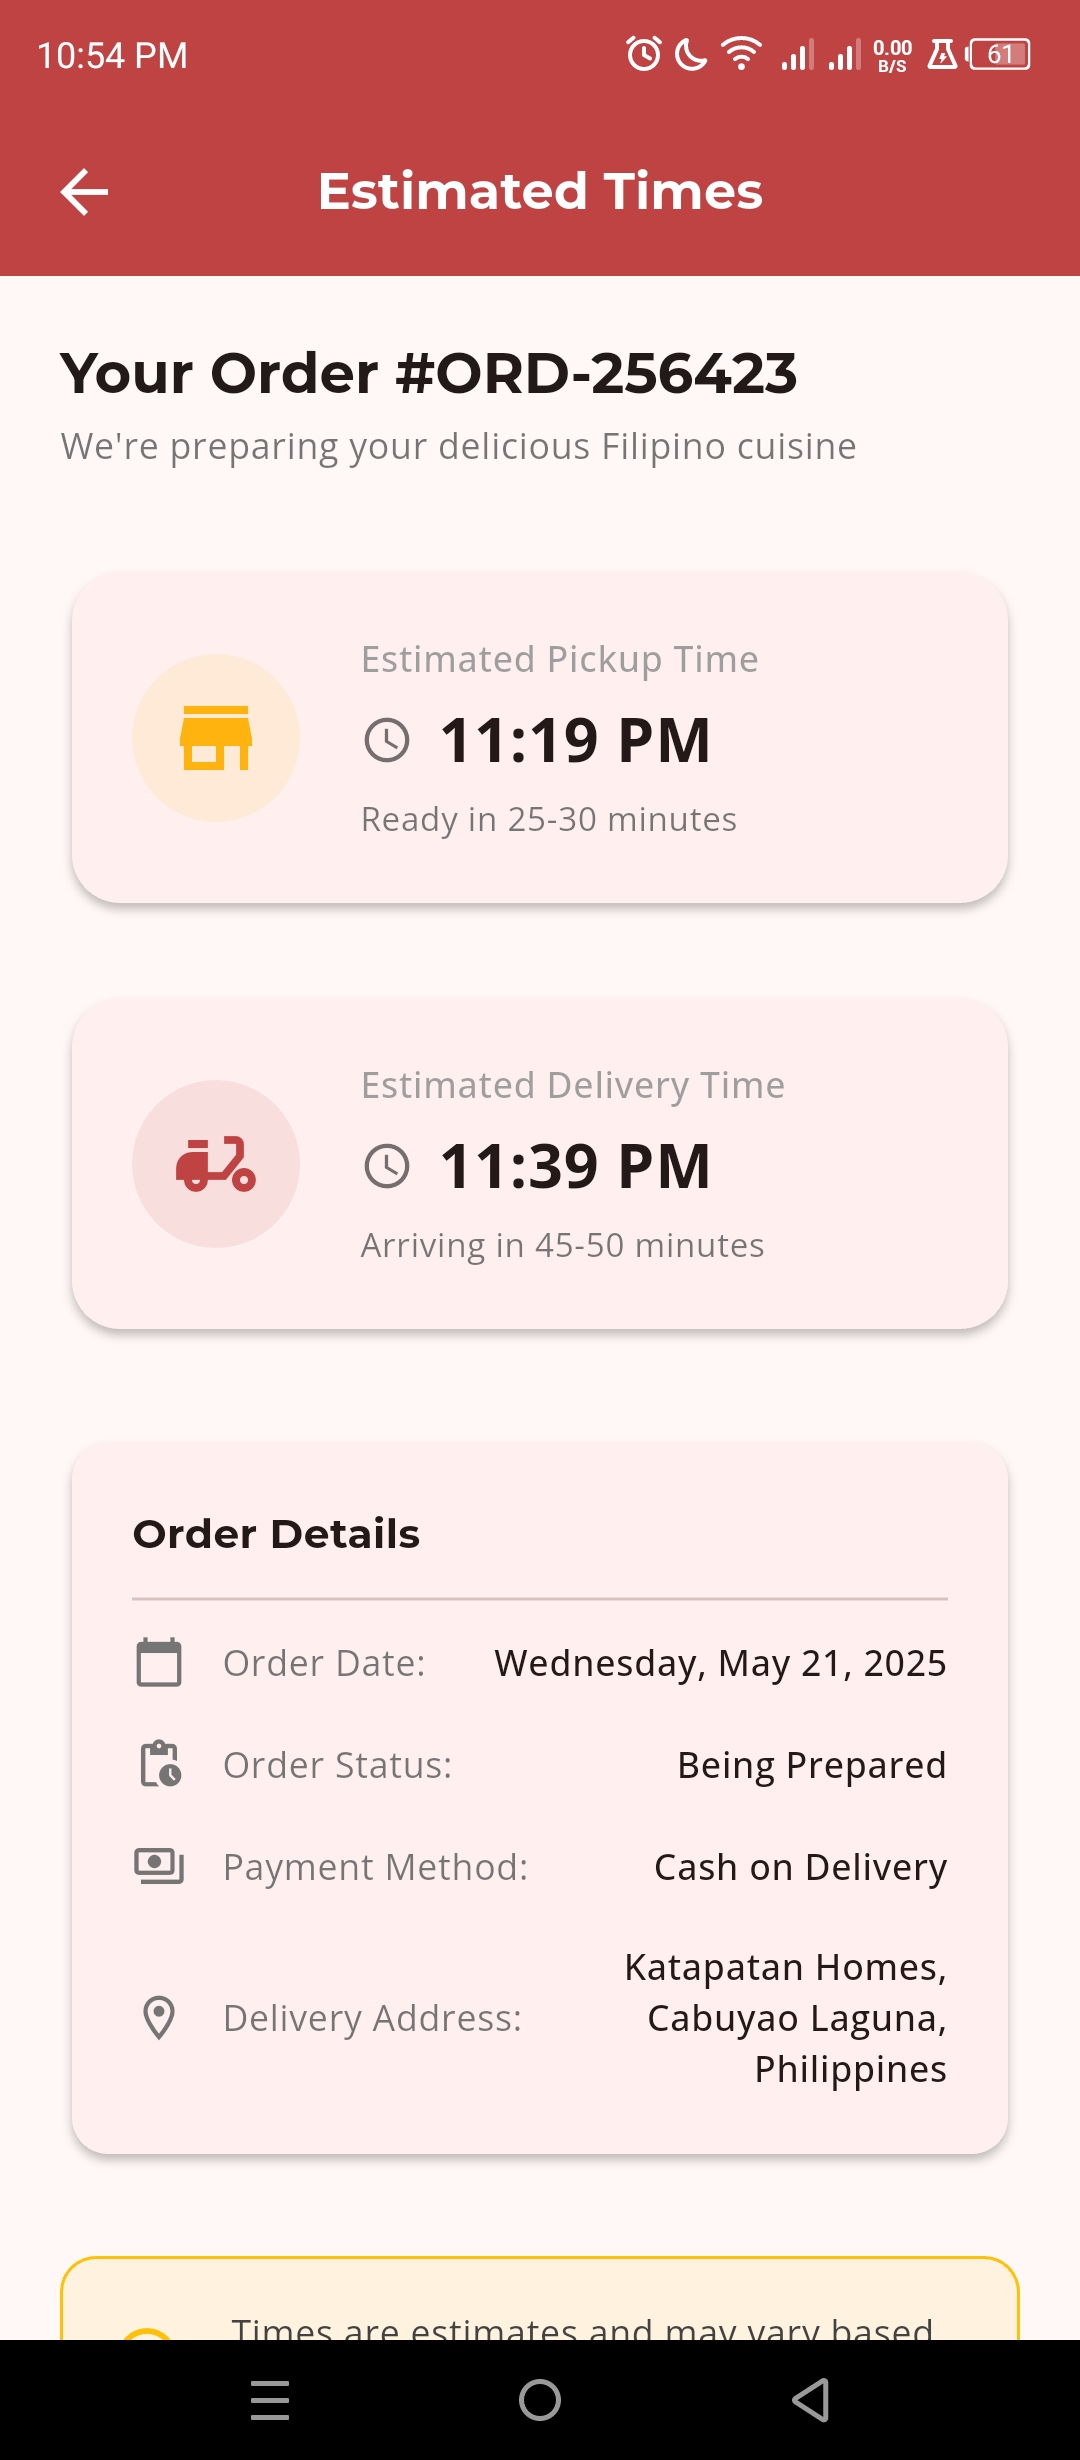 10:54 PM
0.00
B/S
61
Estimated Times
Your Order #ORD-256423
We're preparing your delicious Filipino cuisine
Estimated Pickup Time
11:19 PM
Ready in 25-30 minutes
Estimated Delivery Time
11:39 PM
Arriving in 45-50 minutes
Order Details
Order Date: Wednesday, May 21, 2025
Order Status: Being Prepared
Payment Method: Cash on Delivery
Delivery Address: Katapatan Homes,
Cabuyao Laguna,
Philippines
Times are estimates and may vary based